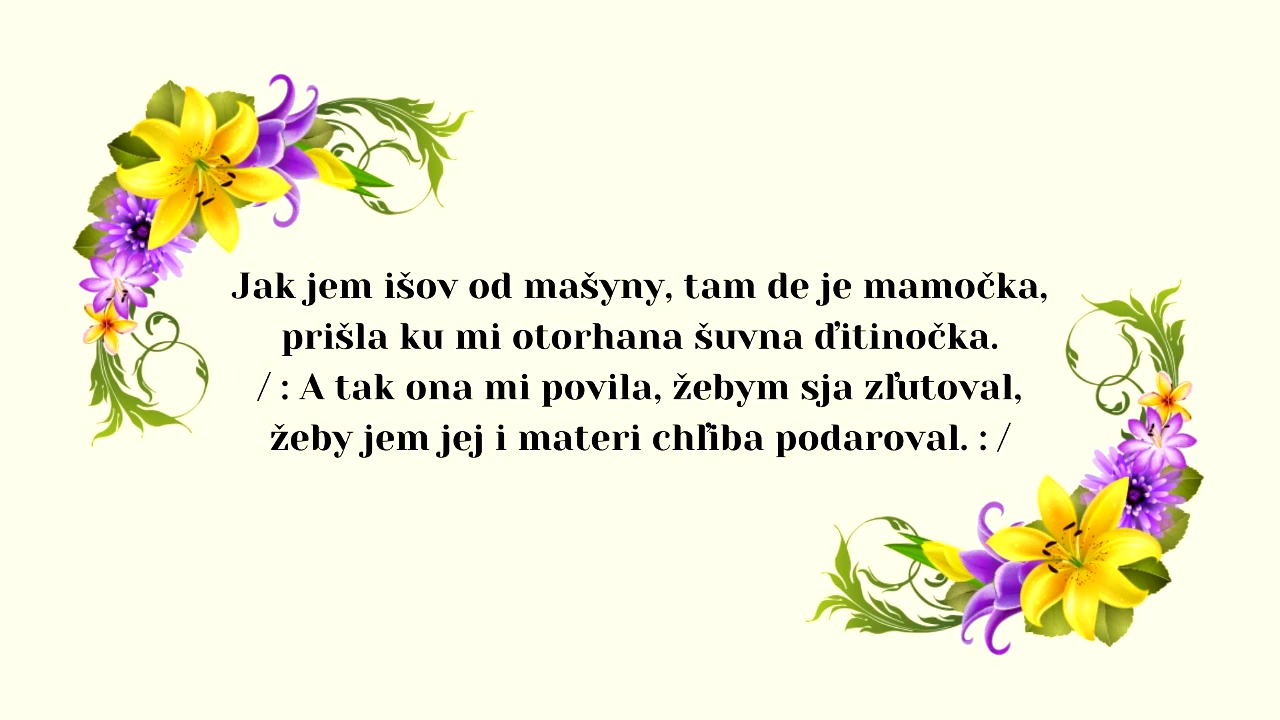 Jak jem išov od mašyny, tam de je mamočka,
prišla ku mi otorhana šuvna ďitinočka.
/ : A tak ona mi povila, žebym sja zľutoval,
žeby jem jej i materi chľiba podaroval. : /